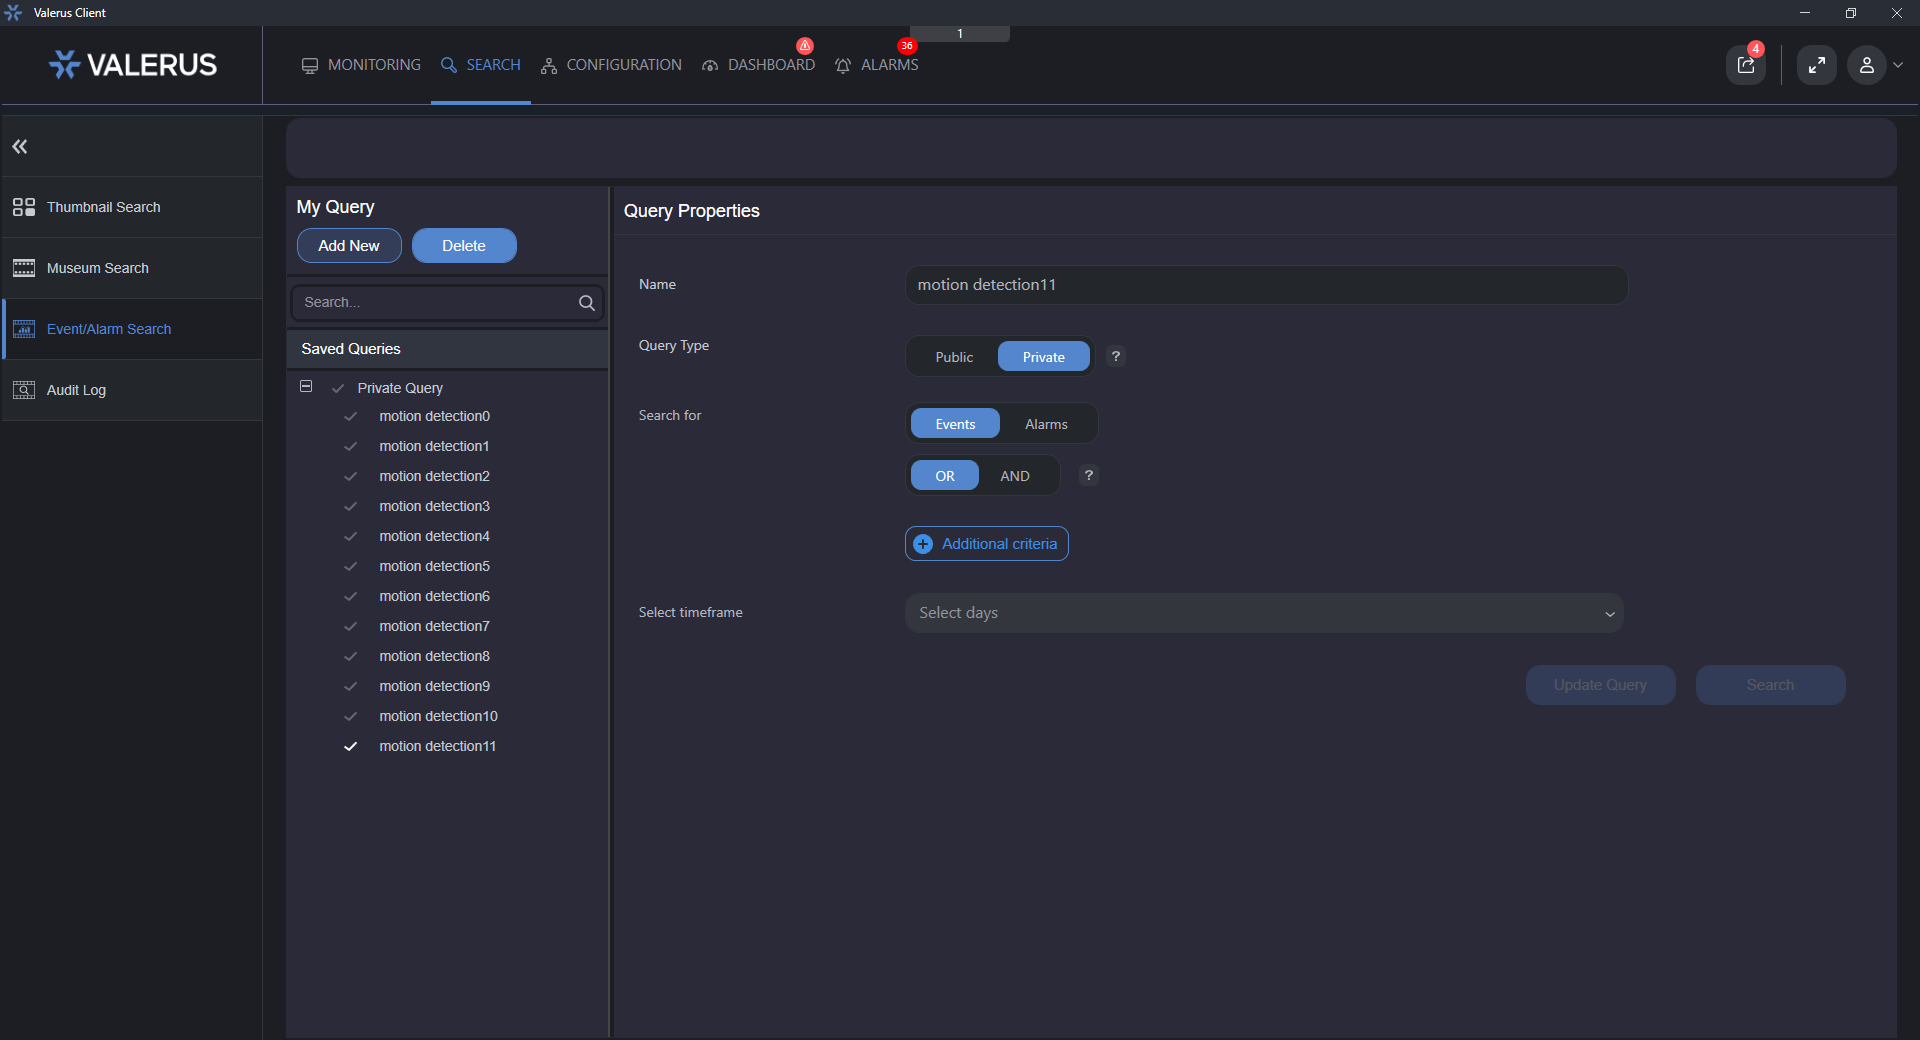 Valerus Client
1
VALERUS
MONITORING
SEARCH
CONFIGURATION
DASHBOARD
36
ALARMS
4
Thumbnail Search
Museum Search
Event/Alarm Search
Audit Log
My Query
Add New
Delete
Search...
Saved Queries
Private Query
motion detection0
motion detection1
motion detection2
motion detection3
motion detection4
motion detection5
motion detection6
motion detection7
motion detection8
motion detection9
motion detection10
motion detection11
Query Properties
Name
motion detection11
Query Type
Public
Private
?
Search for
Events
Alarms
OR
AND
?
Additional criteria
Select timeframe
Select days
Update Query
Search